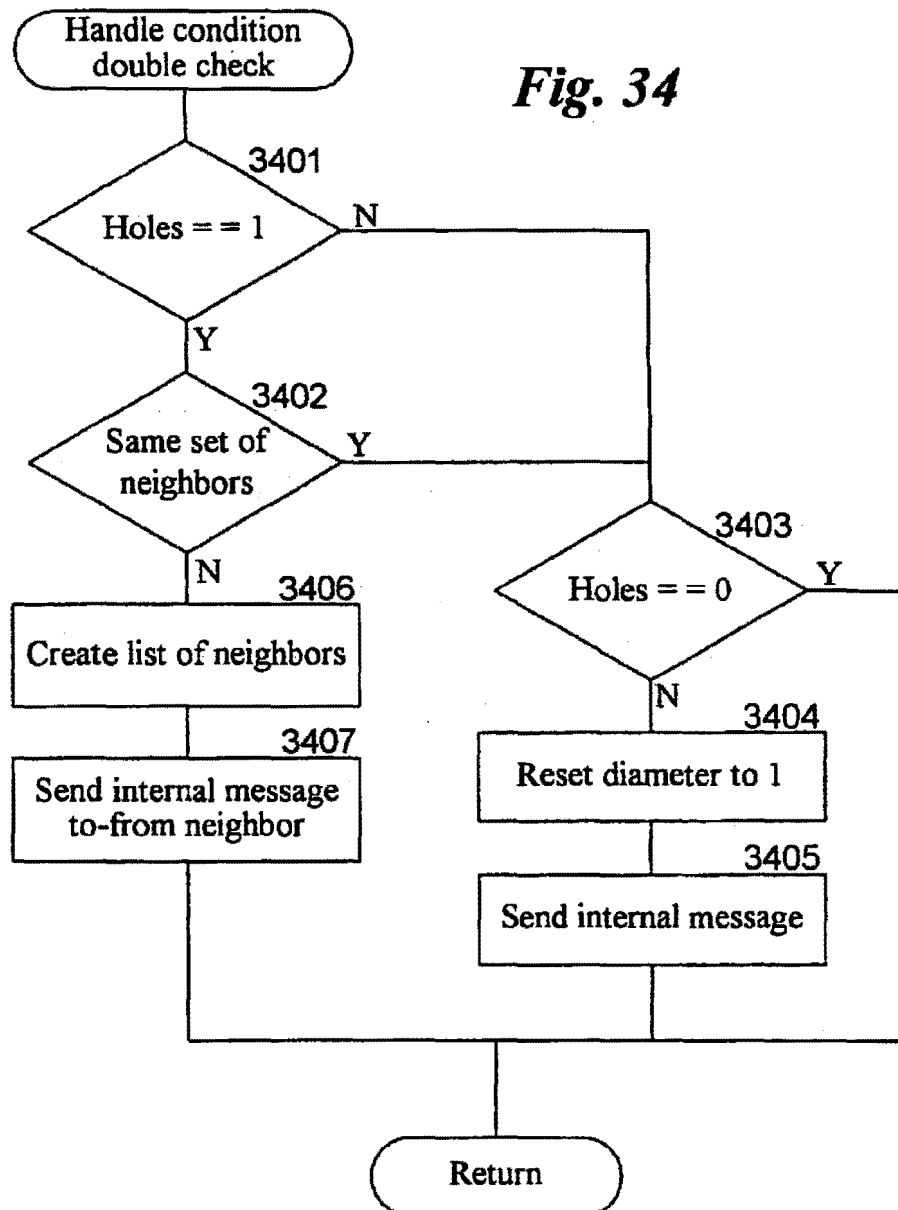 Handle condition
double check
Fig. 34
3401
Holes = = 1
N
Y
3402
Same set of
neighbors
Y
N
3403
Holes = = 0
Y
N
3406
Create list of neighbors
3404
Reset diameter to 1
3407
Send internal message
to-from neighbor
3405
Send internal message
Return